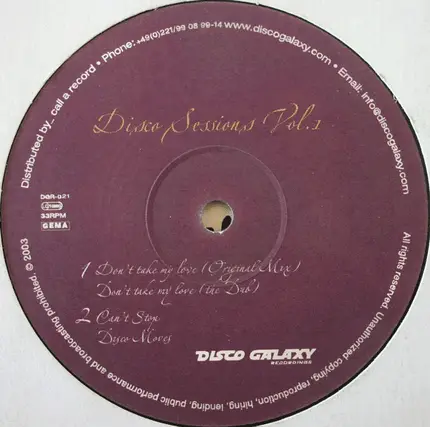 Distributed by. call a record • Phone: +49(0)221/99 08 99-14 www.discogalaxy.com • Email: info@discogalaxy.com
Disco Sessions Vol.1
DGR-021
33RPM
GEMA
1 Don't take my love (Original Mix)
Don't take my love (the Dub)
2 Can't Stop
Disco Moves
DISCO GALAXY
RECORDINGS
All rights reserved. Unauthorized copying, reproduction, hiring, lending, public performance and broadcasting prohibited. © 2003